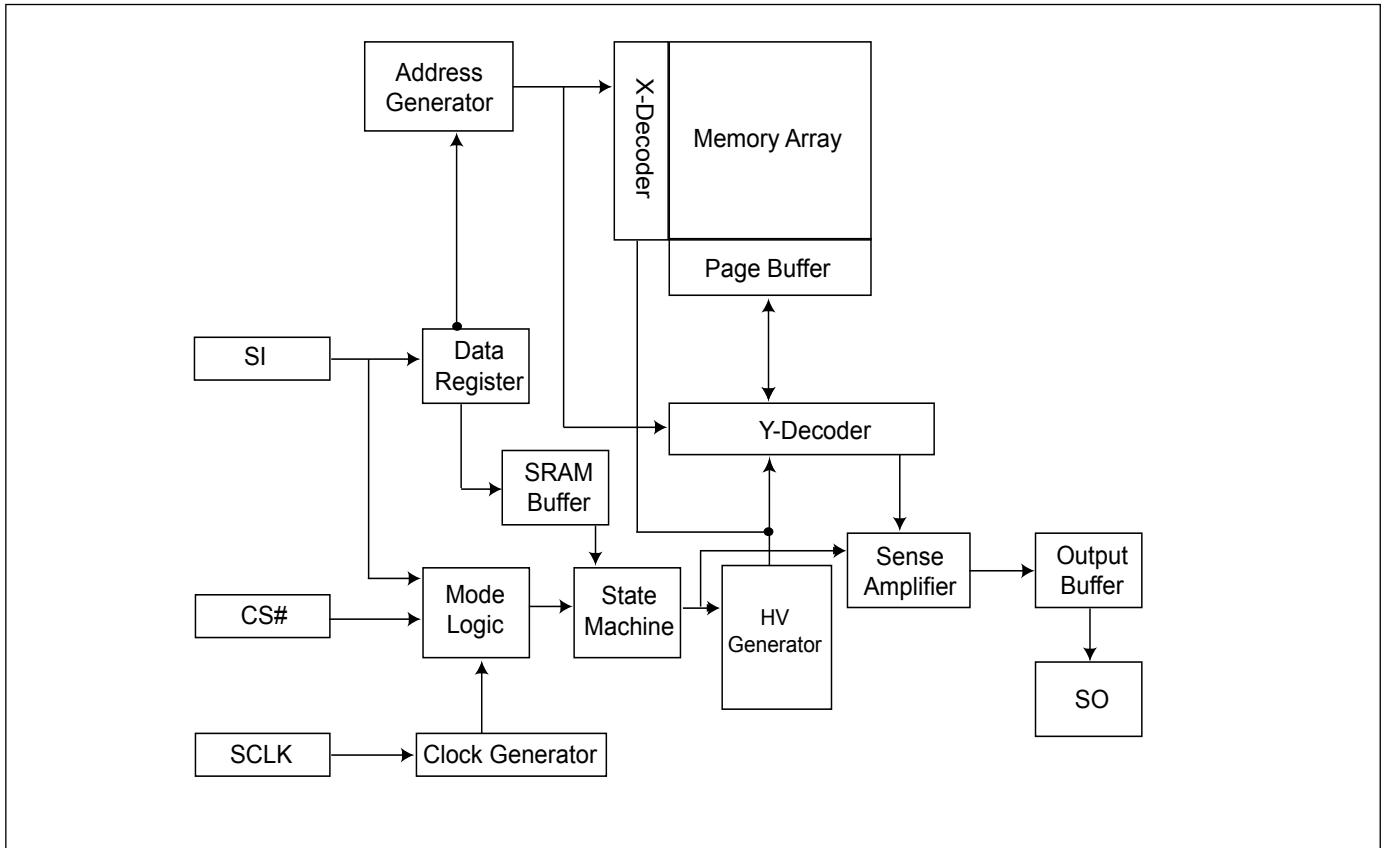 Address
Generator
X-Decoder
Memory Array
Page Buffer
SI
Data
Register
Y-Decoder
SRAM
Buffer
Sense
Amplifier
Output
Buffer
CS#
Mode
Logic
State
Machine
HV
Generator
SO
SCLK
Clock Generator